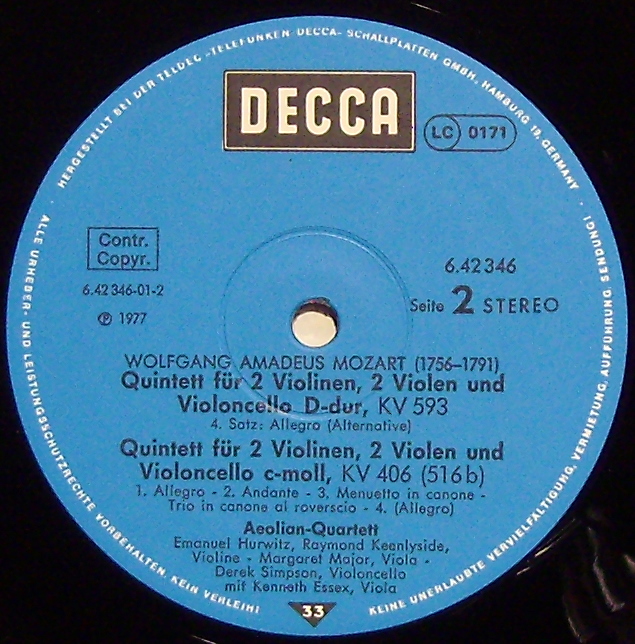 HERGESTELLT BEI DER TELDEC »TELEFUNKEN-DECCA« SCHALLPLATTEN GMBH, HAMBURG 19, GERMANY ·
DECCA
LC 0171
Contr.
Copyr.
6.42 346-01-2
Ⓟ 1977
6.42 346
Seite 2 STEREO
WOLFGANG AMADEUS MOZART (1756–1791)
Quintett für 2 Violinen, 2 Violen und
Violoncello D-dur, KV 593
4. Satz: Allegro (Alternative)
Quintett für 2 Violinen, 2 Violen und
Violoncello c-moll, KV 406 (516 b)
1. Allegro - 2. Andante - 3. Menuetto in canone -
Trio in canone al roverscio - 4. (Allegro)
Aeolian-Quartett
Emanuel Hurwitz, Raymond Keenlyside,
Violine - Margaret Major, Viola -
Derek Simpson, Violoncello
mit Kenneth Essex, Viola
33
ALLE URHEBER- UND LEISTUNGSSCHUTZRECHTE VORBEHALTEN. KEIN VERLEIH! KEINE UNERLAUBTE VERVIELFÄLTIGUNG, VERMIETUNG, AUFFÜHRUNG, SENDUNG! ·